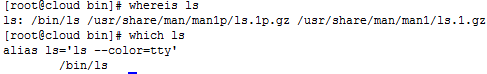 [root@cloud bin]# whereis ls
ls: /bin/ls /usr/share/man/man1p/ls.1p.gz /usr/share/man/man1/ls.1.gz
[root@cloud bin]# which ls
alias ls='ls --color=tty'
        /bin/ls